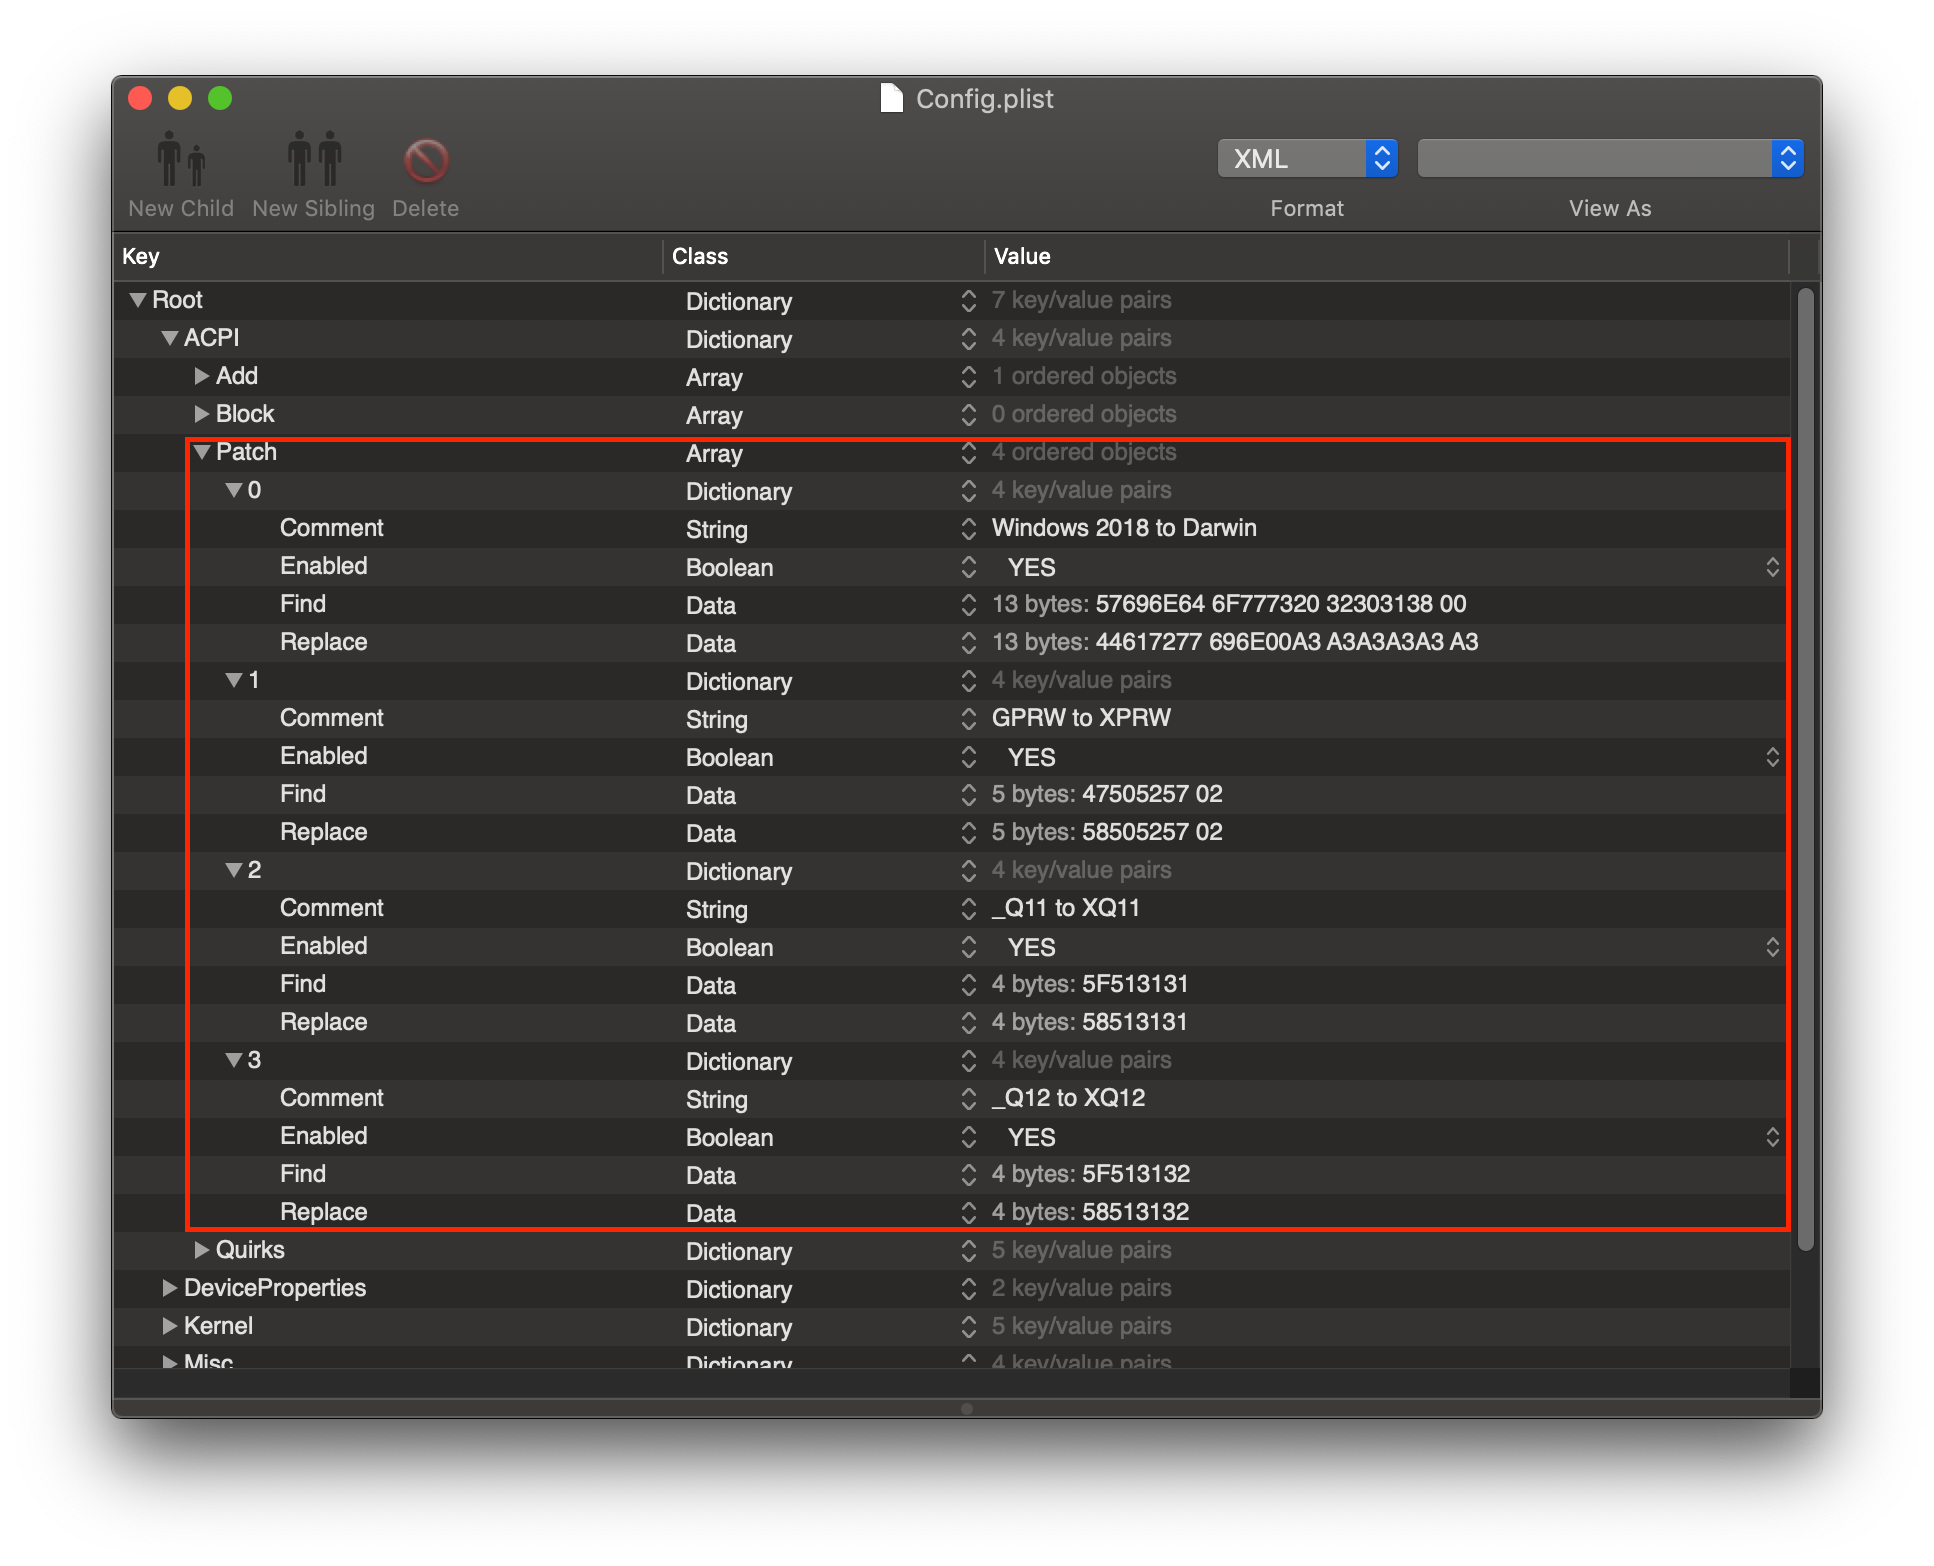 Config.plist
New Child New Sibling Delete
XML
Format View As
Key Class Value
Root Dictionary 7 key/value pairs
ACPI Dictionary 4 key/value pairs
Add Array 1 ordered objects
Block Array 0 ordered objects
Patch Array 4 ordered objects
0 Dictionary 4 key/value pairs
Comment String Windows 2018 to Darwin
Enabled Boolean YES
Find Data 13 bytes: 57696E64 6F777320 32303138 00
Replace Data 13 bytes: 44617277 696E00A3 A3A3A3A3 A3
1 Dictionary 4 key/value pairs
Comment String GPRW to XPRW
Enabled Boolean YES
Find Data 5 bytes: 47505257 02
Replace Data 5 bytes: 58505257 02
2 Dictionary 4 key/value pairs
Comment String _Q11 to XQ11
Enabled Boolean YES
Find Data 4 bytes: 5F513131
Replace Data 4 bytes: 58513131
3 Dictionary 4 key/value pairs
Comment String _Q12 to XQ12
Enabled Boolean YES
Find Data 4 bytes: 5F513132
Replace Data 4 bytes: 58513132
Quirks Dictionary 5 key/value pairs
DeviceProperties Dictionary 2 key/value pairs
Kernel Dictionary 5 key/value pairs
Misc Dictionary 4 key/value pairs